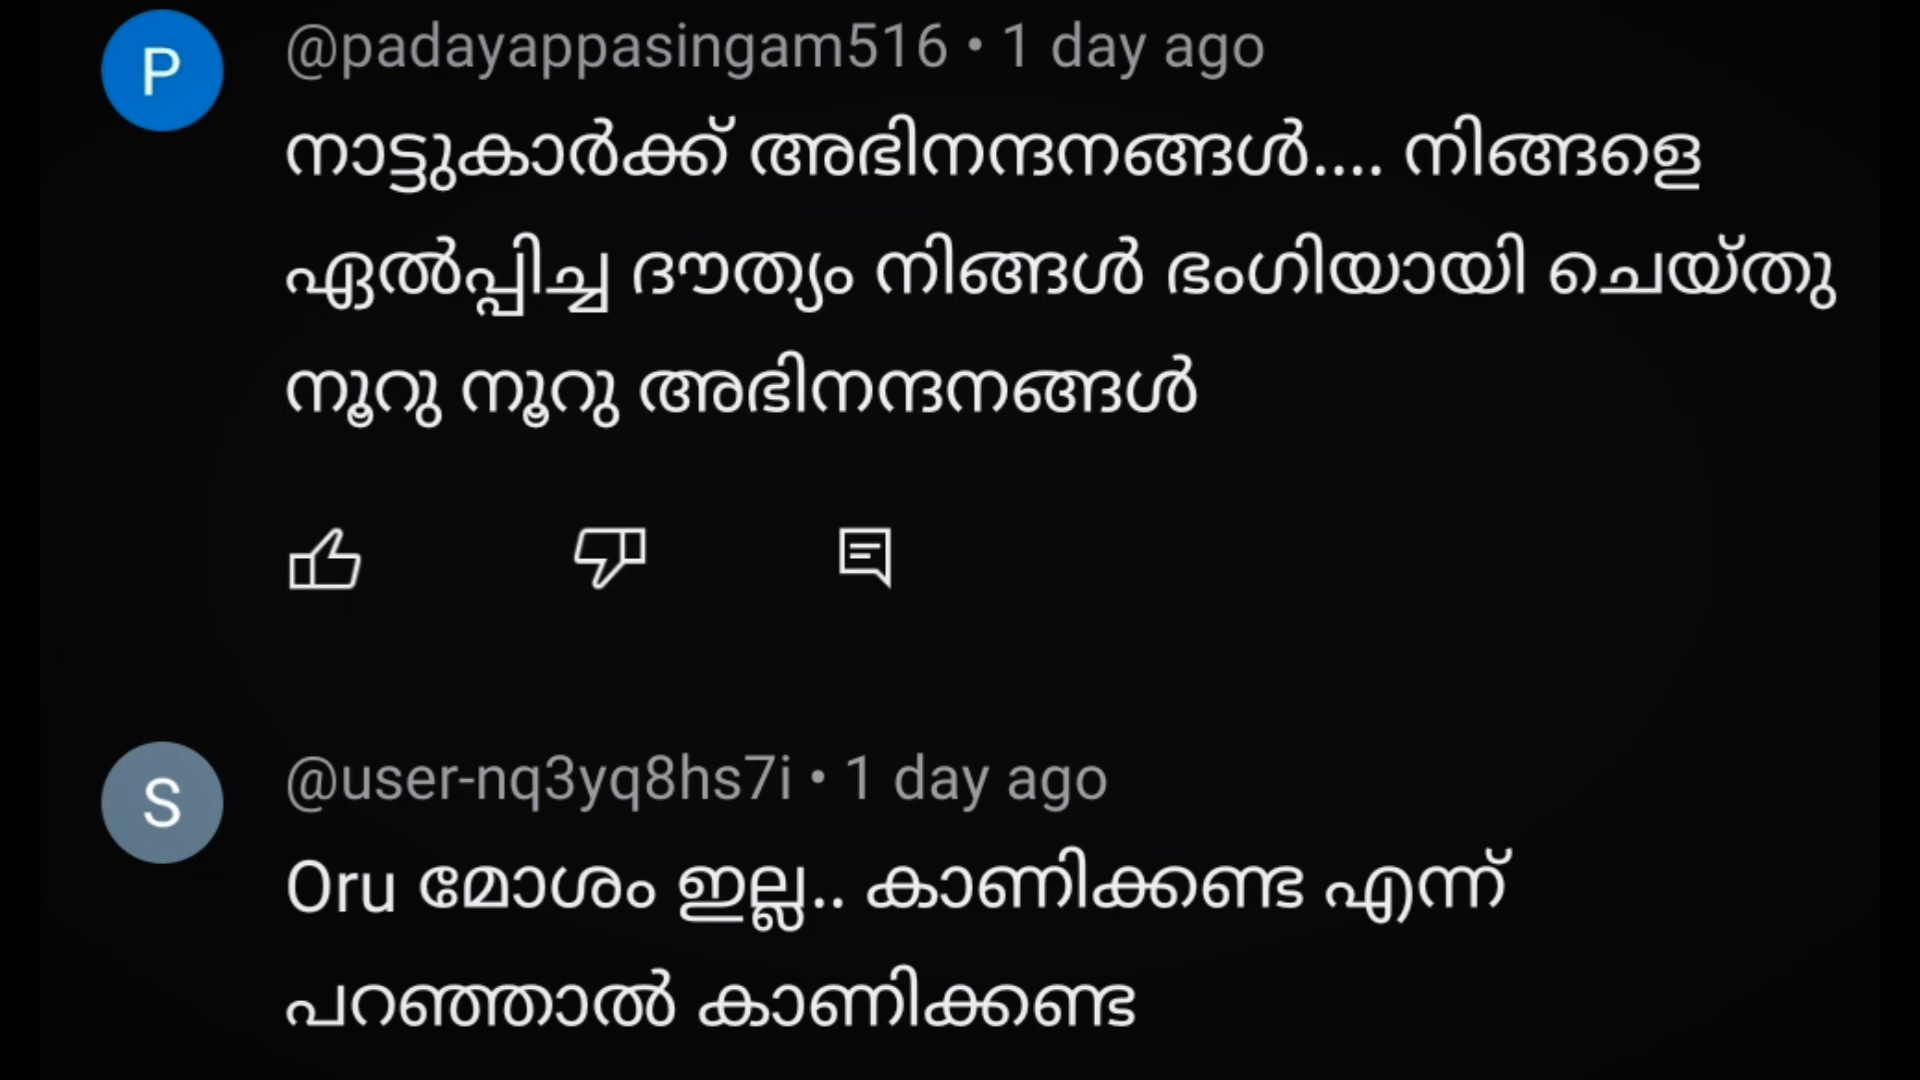 P
@padayappasingam516 • 1 day ago
നാട്ടുകാർക്ക് അഭിനന്ദനങ്ങൾ.... നിങ്ങളെ
ഏൽപ്പിച്ച ദൗത്യം നിങ്ങൾ ഭംഗിയായി ചെയ്തു
നൂറു നൂറു അഭിനന്ദനങ്ങൾ
S
@user-nq3yq8hs7i • 1 day ago
Oru മോശം ഇല്ല.. കാണിക്കണ്ട എന്ന്
പറഞ്ഞാൽ കാണിക്കണ്ട